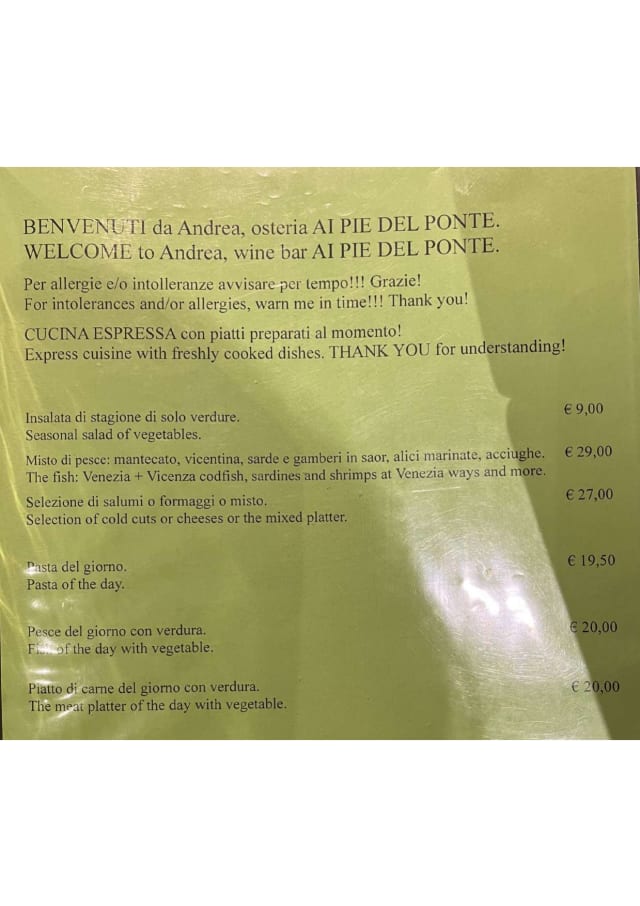 BENVENUTI da Andrea, osteria AI PIE DEL PONTE.
WELCOME to Andrea, wine bar AI PIE DEL PONTE.
Per allergie e/o intolleranze avvisare per tempo!!! Grazie!
For intolerances and/or allergies, warn me in time!!! Thank you!
CUCINA ESPRESSA con piatti preparati al momento!
Express cuisine with freshly cooked dishes. THANK YOU for understanding!
Insalata di stagione di solo verdure. € 9,00
Seasonal salad of vegetables.
Misto di pesce: mantecato, vicentina, sarde e gamberi in saor, alici marinate, acciughe. € 29,00
The fish: Venezia + Vicenza codfish, sardines and shrimps at Venezia ways and more.
Selezione di salumi o formaggi o misto. € 27,00
Selection of cold cuts or cheeses or the mixed platter.
Pasta del giorno. € 19,50
Pasta of the day.
Pesce del giorno con verdura. € 20,00
Fish of the day with vegetable.
Piatto di carne del giorno con verdura. € 20,00
The meat platter of the day with vegetable.